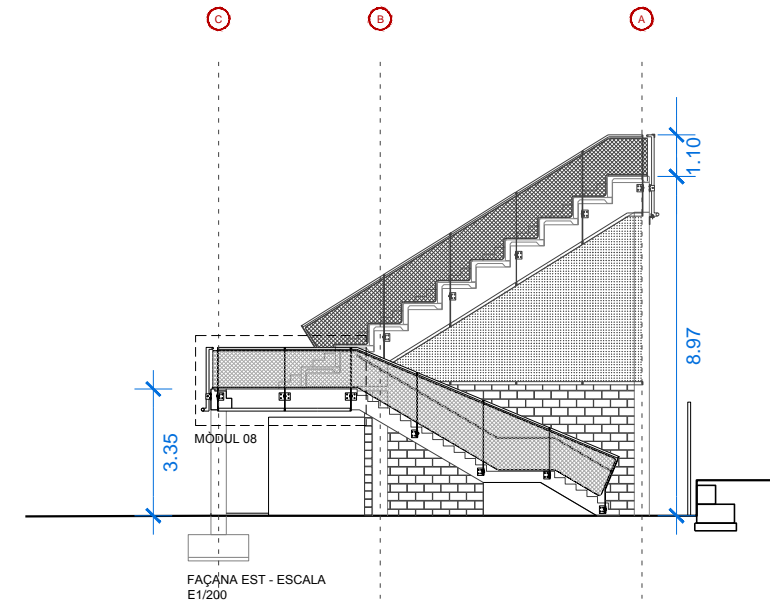 C
B
A
1.10
8.97
3.35
MÒDUL 08
FAÇANA EST - ESCALA
E1/200